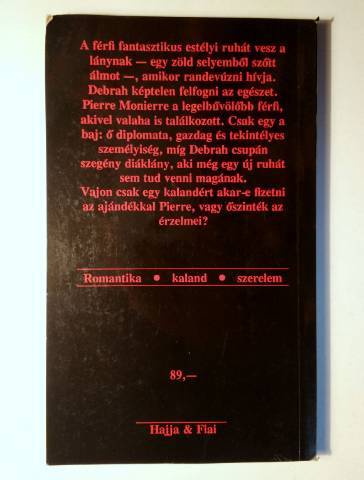 A férfi fantasztikus estélyi ruhát vesz a
lánynak — egy zöld selyemből szőtt
álmot —, amikor randevúzni hívja.
Debrah képtelen felfogni az egészet.
Pierre Monierre a legelbűvölőbb férfi,
akivel valaha is találkozott. Csak egy a
baj: ő diplomata, gazdag és tekintélyes
személyiség, míg Debrah csupán
szegény diáklány, aki még egy új ruhát
sem tud venni magának.
Vajon csak egy kalandért akar-e fizetni
az ajándékkal Pierre, vagy őszinték az
érzelmei?
Romantika • kaland • szerelem
89,—
Hajja & Fiai